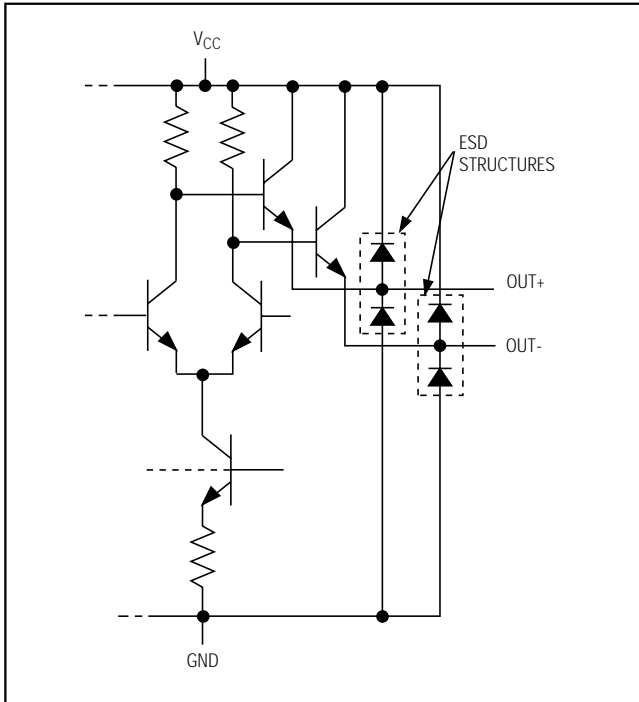 VCC
ESD
STRUCTURES
OUT+
OUT-
GND